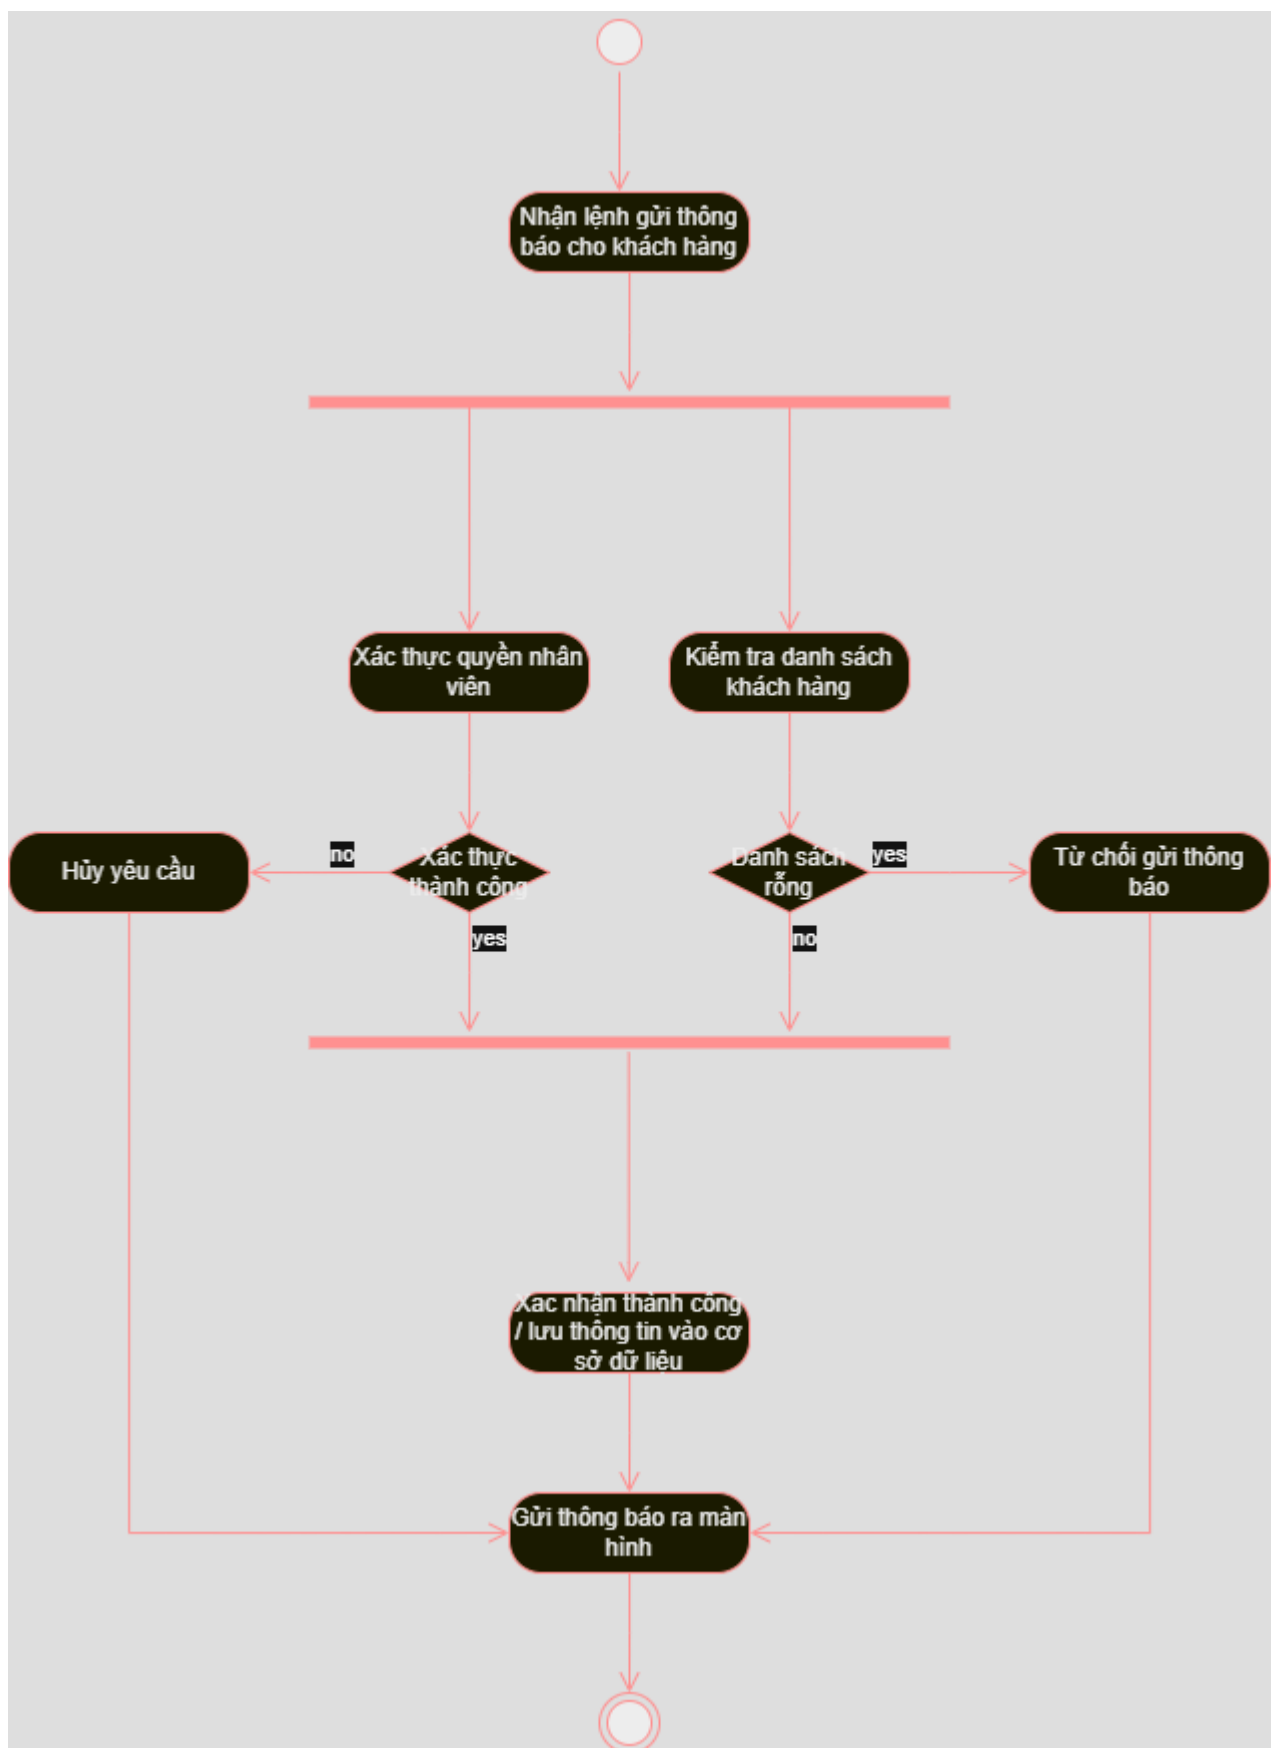 Nhận lệnh gửi thông
báo cho khách hàng
Xác thực quyền nhân
viên
Kiểm tra danh sách
khách hàng
Hủy yêu cầu
no
Xác thực
thành công
Danh sách
rỗng
yes
Từ chối gửi thông
báo
yes
no
Xac nhận thành công
/ lưu thông tin vào cơ
sở dữ liệu
Gửi thông báo ra màn
hình